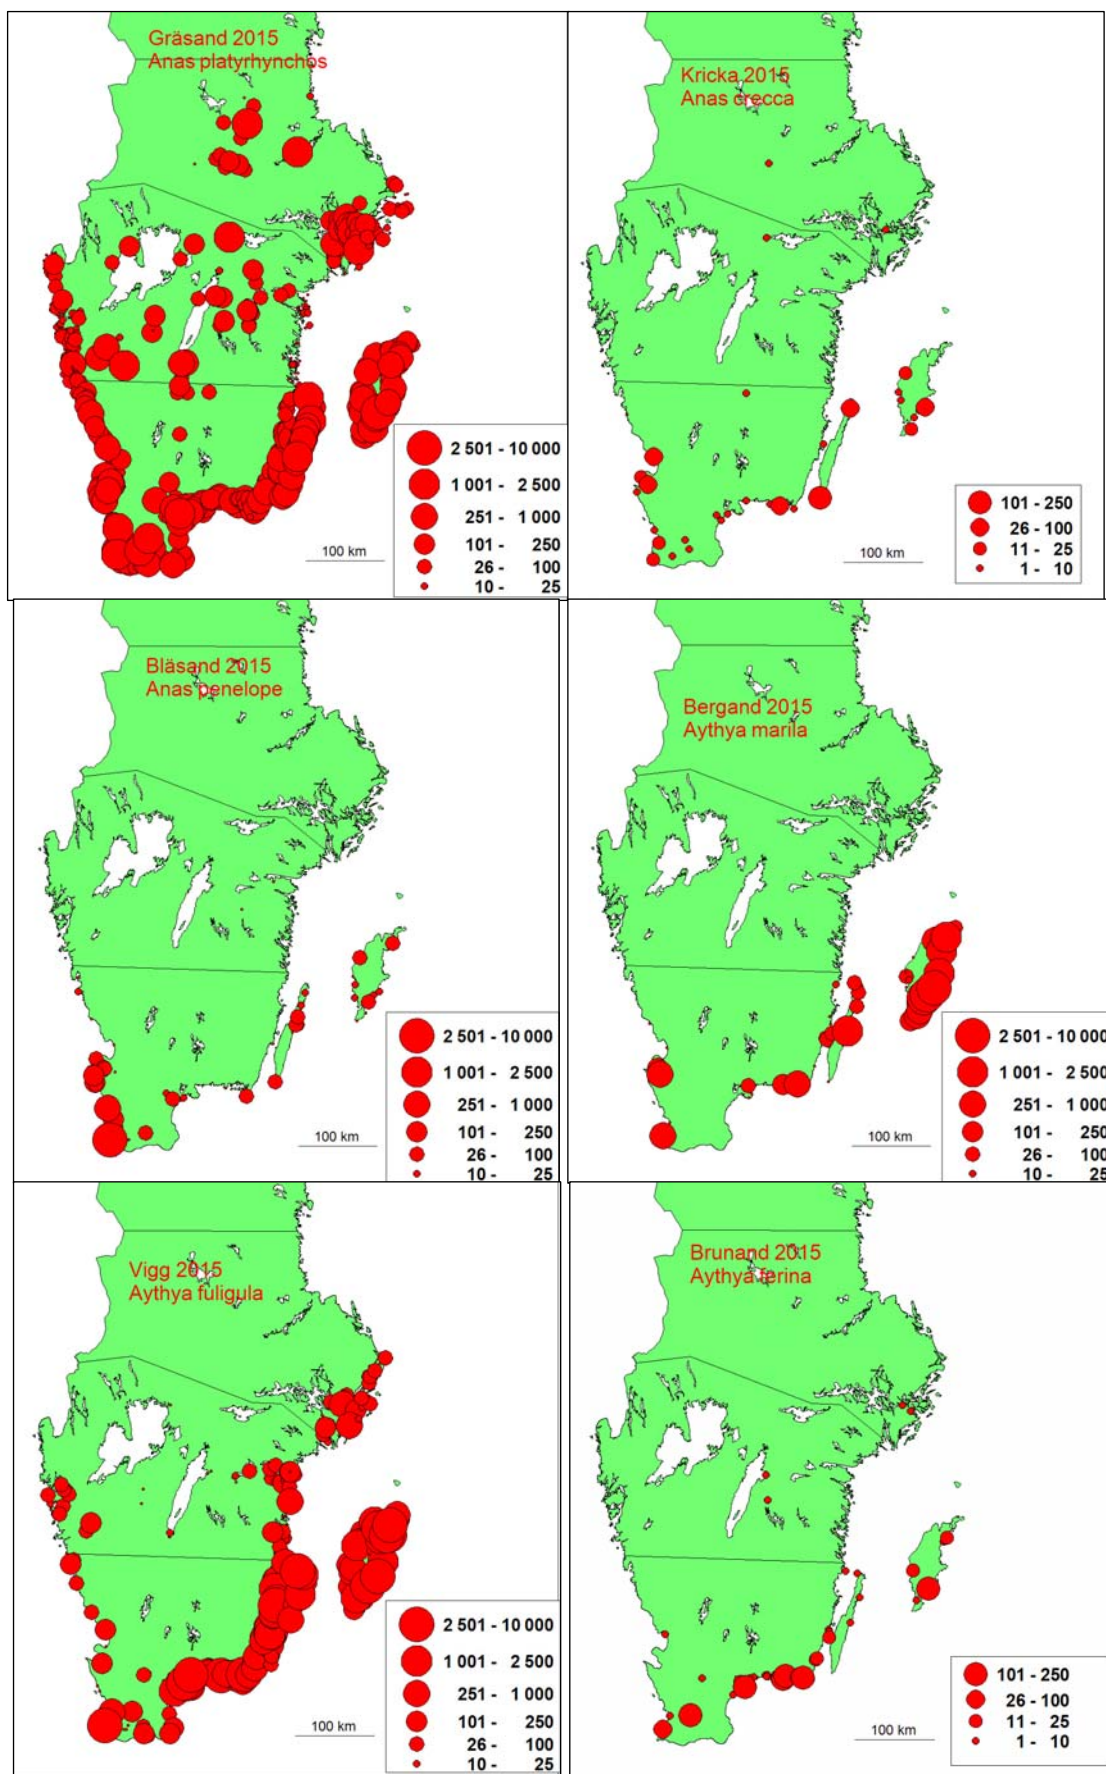 Gräsand 2015
Anas platyrhynchos
2 501 - 10 000
1 001 - 2 500
251 - 1 000
101 - 250
26 - 100
10 - 25
100 km
Kricka 2015
Anas crecca
101 - 250
26 - 100
11 - 25
1 - 10
100 km
Bläsand 2015
Anas penelope
2 501 - 10 000
1 001 - 2 500
251 - 1 000
101 - 250
26 - 100
10 - 25
100 km
Bergand 2015
Aythya marila
2 501 - 10 000
1 001 - 2 500
251 - 1 000
101 - 250
26 - 100
10 - 25
100 km
Vigg 2015
Aythya fuligula
2 501 - 10 000
1 001 - 2 500
251 - 1 000
101 - 250
26 - 100
10 - 25
100 km
Brunand 2015
Aythya ferina
101 - 250
26 - 100
11 - 25
1 - 10
100 km